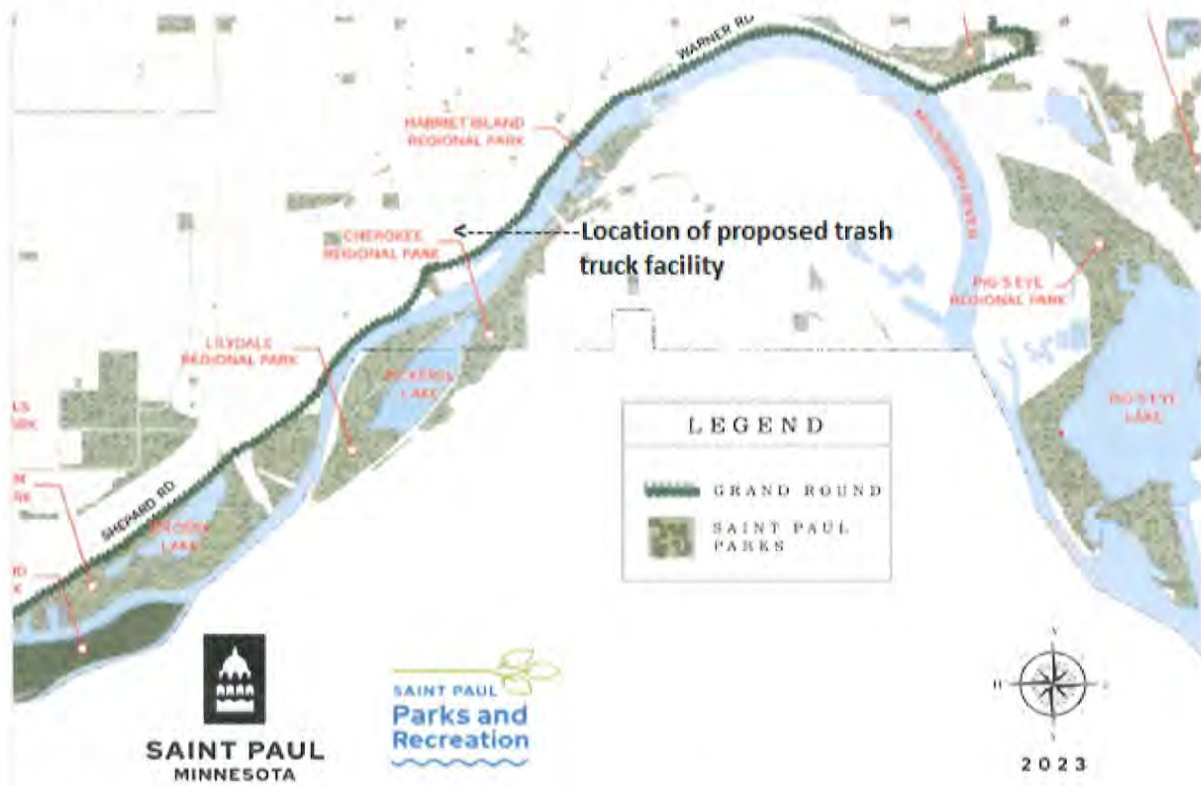 WARNER RD
HARRIET ISLAND
REGIONAL PARK
MISSISSIPPI RIVER
Location of proposed trash
truck facility
CHEROKEE
REGIONAL PARK
PIG'S EYE
REGIONAL PARK
LILYDALE
REGIONAL PARK
PICKEREL
LAKE
PIG'S EYE
LAKE
LEGEND
GRAND ROUND
SAINT PAUL
PARKS
SHEPARD RD
CROSBY
LAKE
SAINT PAUL
MINNESOTA
SAINT PAUL
Parks and
Recreation
2023